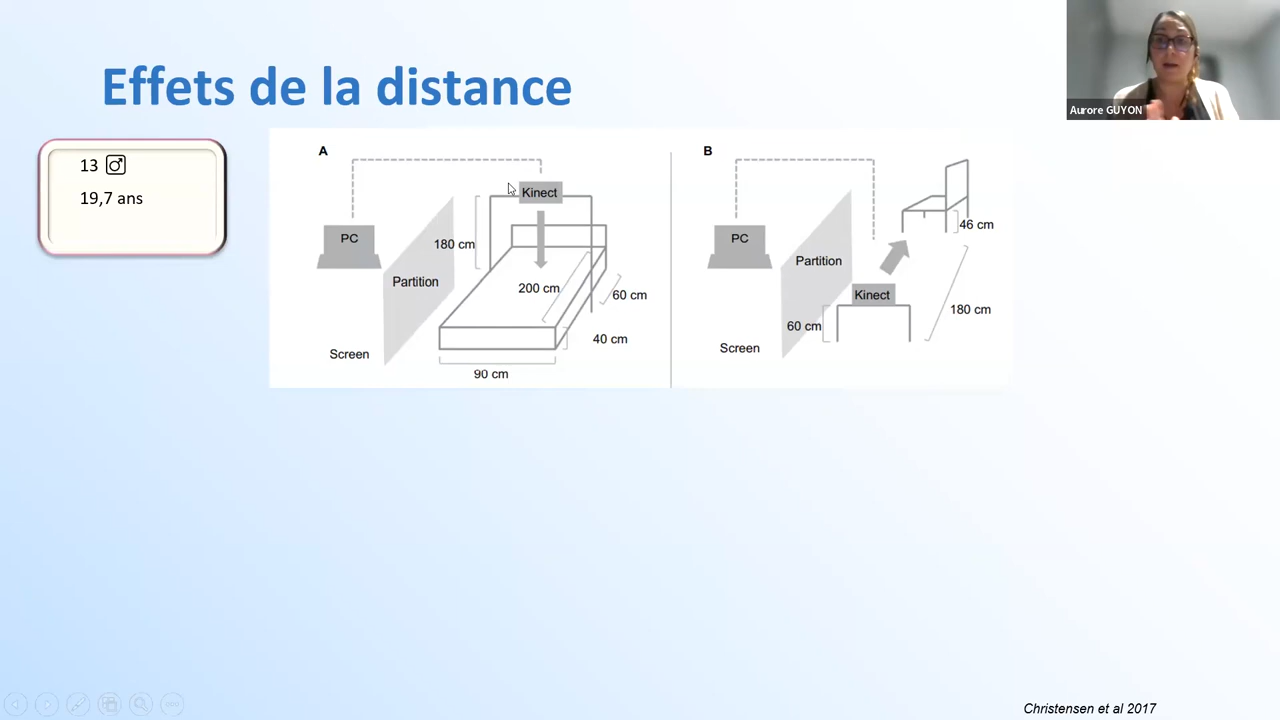 Effets de la distance
Aurore GUYON
13 ♂
19,7 ans
A
Kinect
PC
180 cm
Partition
200 cm
60 cm
40 cm
Screen
90 cm
B
46 cm
PC
Partition
Kinect
180 cm
60 cm
Screen
Christensen et al 2017